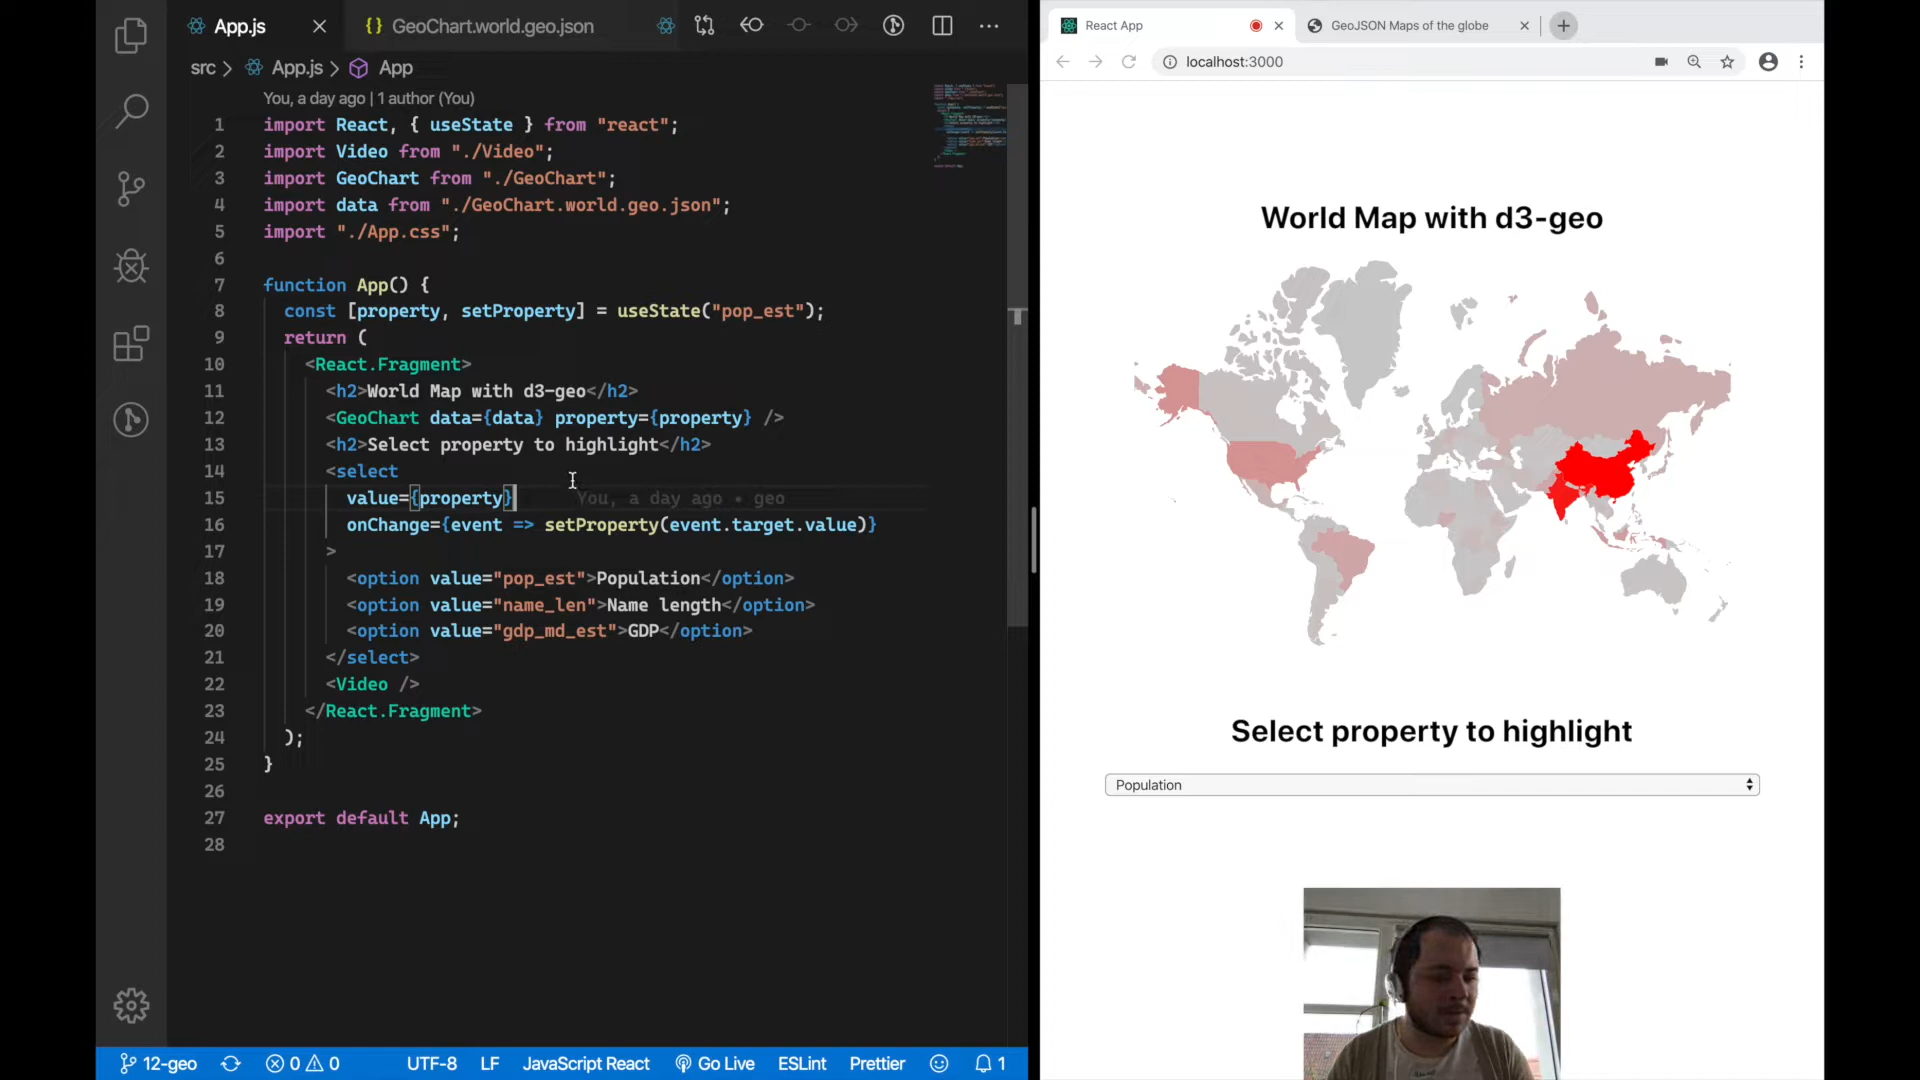 App.js
{} GeoChart.world.geo.json
src > App.js > App
You, a day ago | 1 author (You)
1 import React, { useState } from "react";
2 import Video from "./Video";
3 import GeoChart from "./GeoChart";
4 import data from "./GeoChart.world.geo.json";
5 import "./App.css";
6
7 function App() {
8 const [property, setProperty] = useState("pop_est");
9 return (
10 <React.Fragment>
11 <h2>World Map with d3-geo</h2>
12 <GeoChart data={data} property={property} />
13 <h2>Select property to highlight</h2>
14 <select
15 value={property} You, a day ago • geo
16 onChange={event => setProperty(event.target.value)}
17 >
18 <option value="pop_est">Population</option>
19 <option value="name_len">Name length</option>
20 <option value="gdp_md_est">GDP</option>
21 </select>
22 <Video />
23 </React.Fragment>
24 );
25 }
26
27 export default App;
28
12-geo 0 0 UTF-8 LF JavaScript React Go Live ESLint Prettier 1
React App
GeoJSON Maps of the globe
localhost:3000
World Map with d3-geo
Select property to highlight
Population